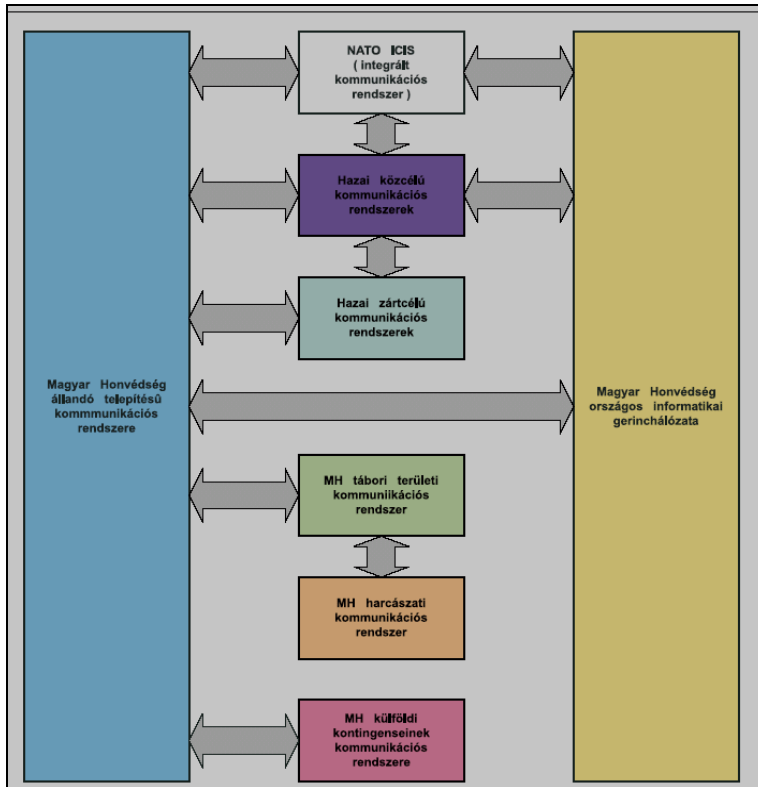 NATO ICIS
( integrált
kommunikációs
rendszer )
Hazai közcélú
kommunikációs
rendszerek
Hazai zártcélú
kommunikációs
rendszerek
Magyar Honvédség
állandó telepítésű
kommmunikációs
rendszere
Magyar Honvédség
országos informatikai
gerinchálózata
MH tábori területi
kommuniikációs
rendszer
MH harcászati
kommunikációs
rendszer
MH külföldi
kontingenseinek
kommunikációs
rendszere